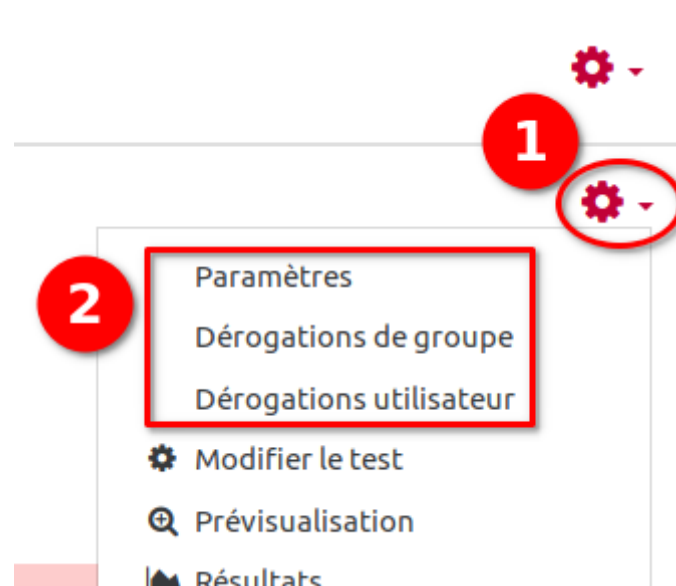 1
2
Paramètres
Dérogations de groupe
Dérogations utilisateur
Modifier le test
Prévisualisation
Résultats